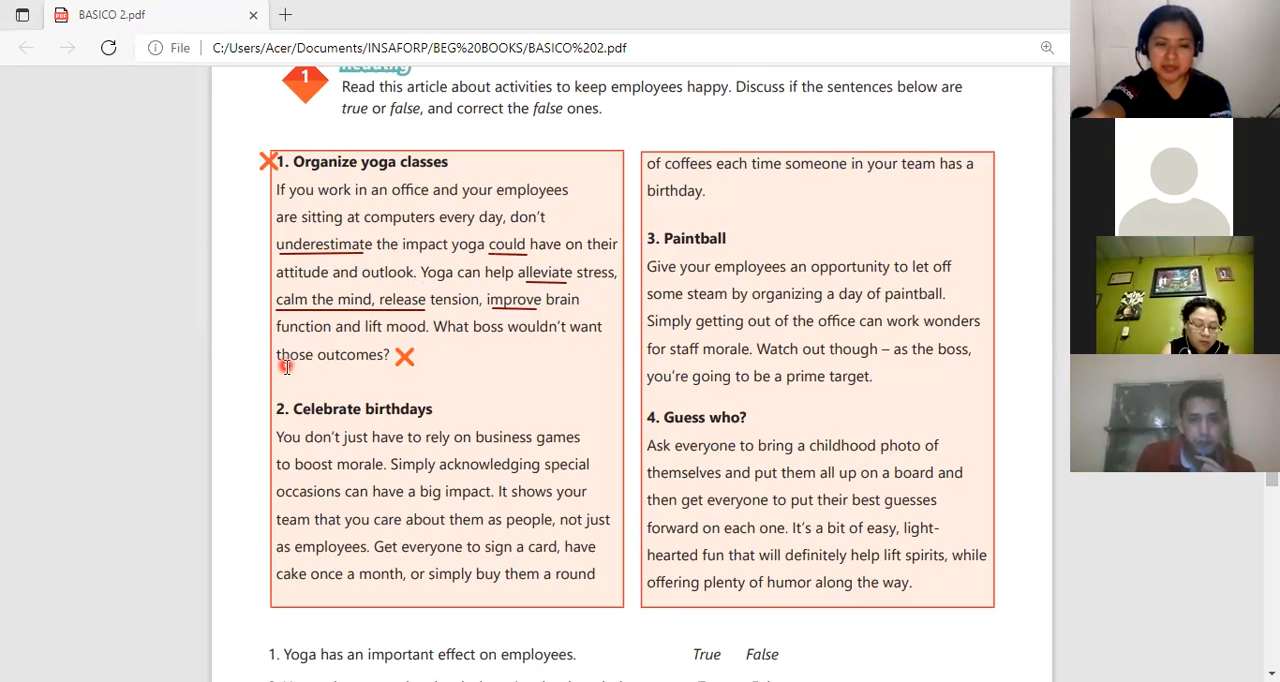 BASICO 2.pdf
File
C:/Users/Acer/Documents/INSAFORP/BEG%20BOOKS/BASICO%202.pdf
1
Reading
Read this article about activities to keep employees happy. Discuss if the sentences below are
true or false, and correct the false ones.
1. Organize yoga classes
If you work in an office and your employees
are sitting at computers every day, don't
underestimate the impact yoga could have on their
attitude and outlook. Yoga can help alleviate stress,
calm the mind, release tension, improve brain
function and lift mood. What boss wouldn't want
those outcomes?
2. Celebrate birthdays
You don't just have to rely on business games
to boost morale. Simply acknowledging special
occasions can have a big impact. It shows your
team that you care about them as people, not just
as employees. Get everyone to sign a card, have
cake once a month, or simply buy them a round
of coffees each time someone in your team has a
birthday.
3. Paintball
Give your employees an opportunity to let off
some steam by organizing a day of paintball.
Simply getting out of the office can work wonders
for staff morale. Watch out though – as the boss,
you're going to be a prime target.
4. Guess who?
Ask everyone to bring a childhood photo of
themselves and put them all up on a board and
then get everyone to put their best guesses
forward on each one. It's a bit of easy, light-
hearted fun that will definitely help lift spirits, while
offering plenty of humor along the way.
1. Yoga has an important effect on employees. True False